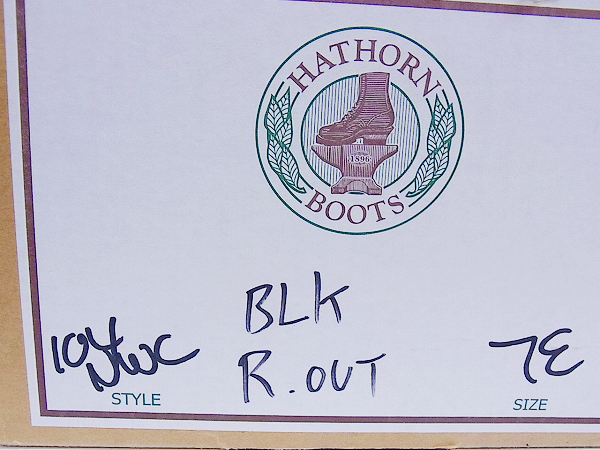 HATHORN
1896
BOOTS
BLK
R.OUT
104
NWC
STYLE
7E
SIZE